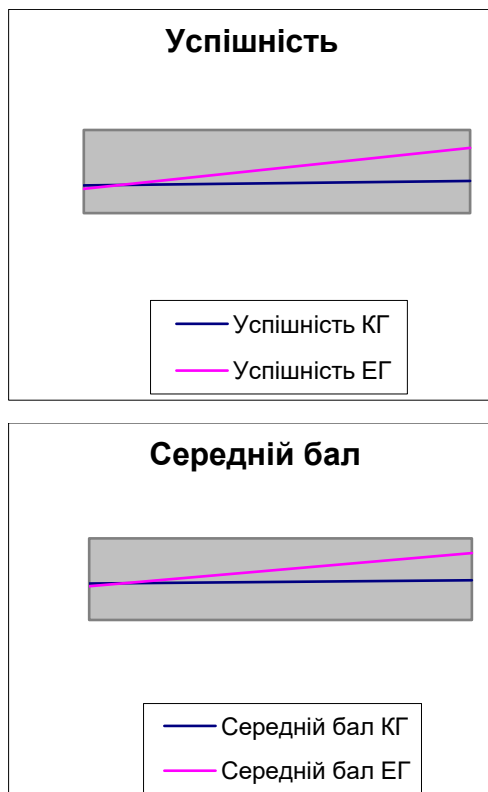 Успішність
Успішність КГ
Успішність ЕГ
Середній бал
Середній бал КГ
Середній бал ЕГ